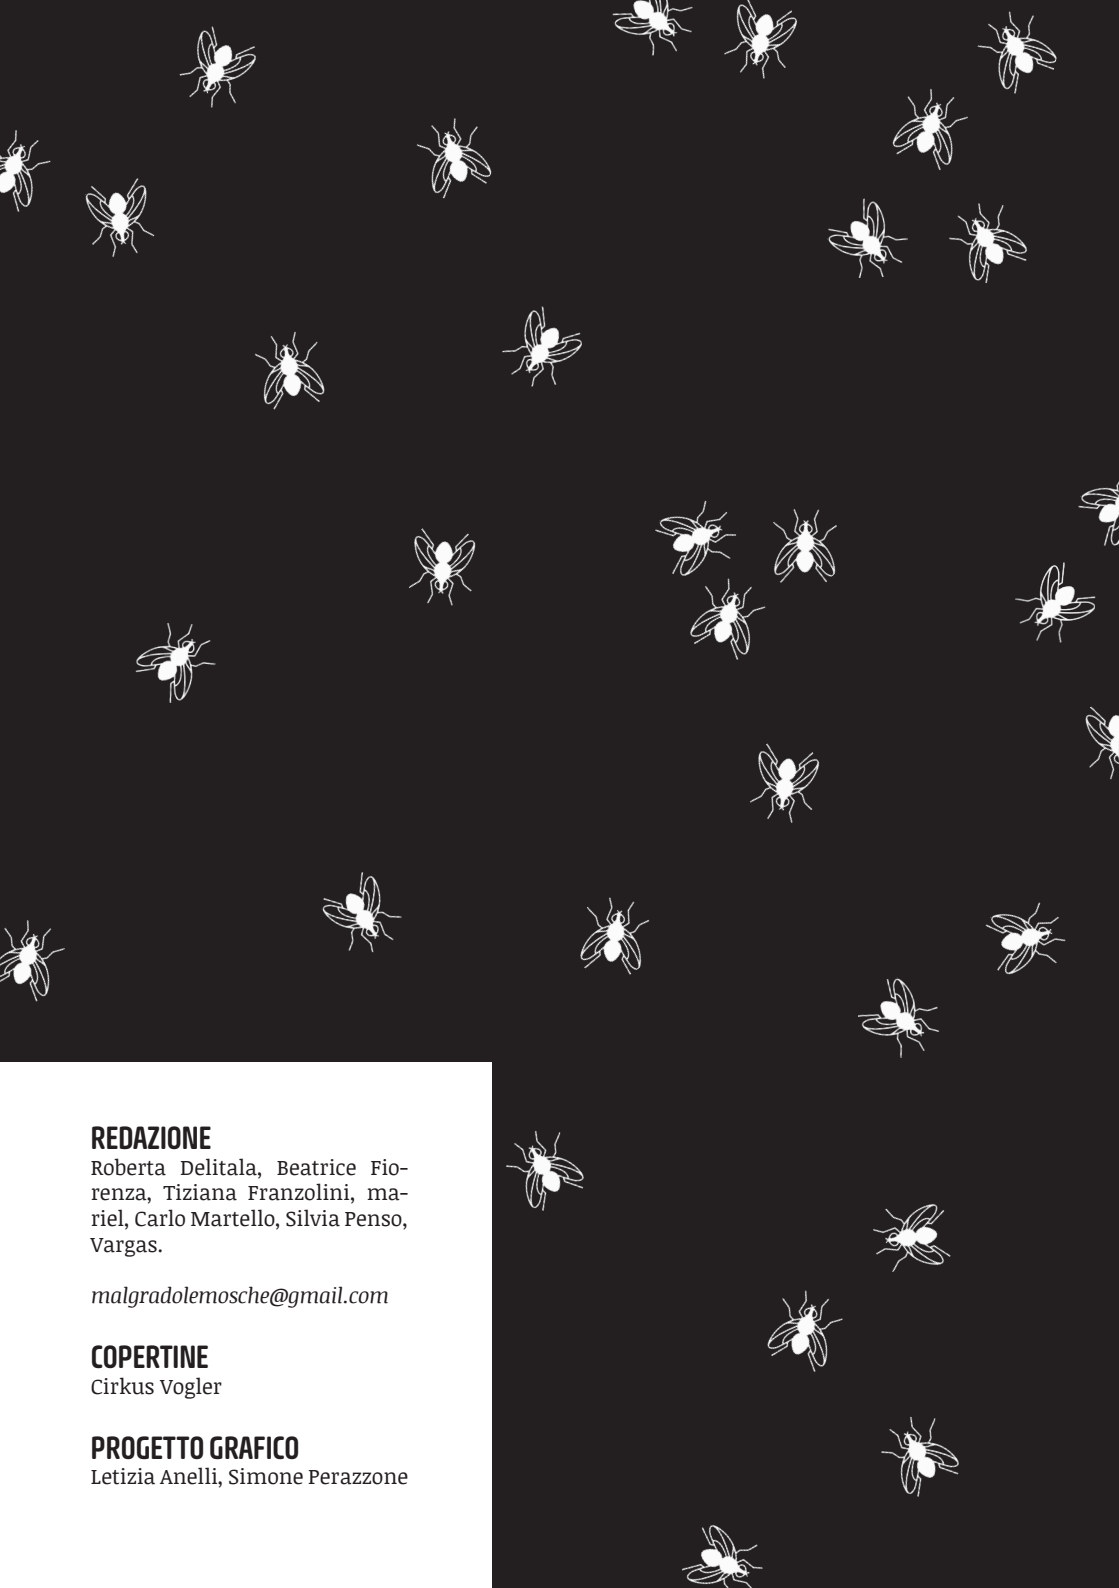 REDAZIONE
Roberta Delitala, Beatrice Fio-
renza, Tiziana Franzolini, ma-
riel, Carlo Martello, Silvia Penso,
Vargas.
malgradolemosche@gmail.com
COPERTINE
Cirkus Vogler
PROGETTO GRAFICO
Letizia Anelli, Simone Perazzone